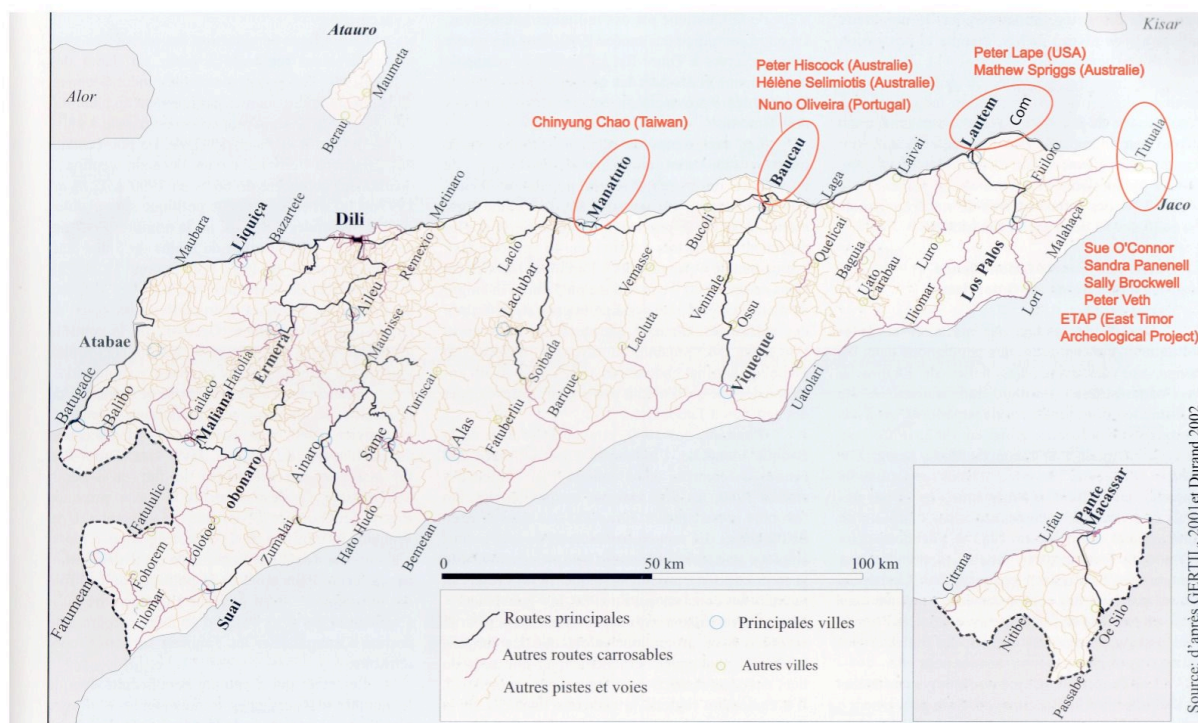 Kisar
Atauro
Alor
Maumeta
Berau
Peter Hiscock (Australie)
Hélène Selimiotis (Australie)
Nuno Oliveira (Portugal)
Peter Lape (USA)
Mathew Spriggs (Australie)
Chinyung Chao (Taiwan)
Manatuto
Baucau
Lautem
Com
Tutuala
Jaco
Fuiloro
Laivai
Laga
Metinaro
Dili
Bazartete
Liquiça
Maubara
Remexio
Laclo
Laclubar
Vemasse
Bucoli
Quelicai
Baguia
Uato
Carabau
Luro
Los Palos
Malahaça
Iliomar
Lori
Sue O'Connor
Sandra Panenell
Sally Brockwell
Peter Veth
ETAP (East Timor
Archeological Project)
Atabae
Ermeral
Aileu
Maubisse
Veninale
Ossu
Viqueque
Uatolari
Lacluta
Barique
Sobada
Fatuberliu
Turiscai
Alas
Same
Ainaro
Hatolia
Cailaco
Maliana
obonaro
Batugade
Balibo
Faululic
Lolotoe
Zumalai
Hato Hudo
Bemetan
Fatumean
Fohorem
Tilomar
Suai
0
50 km
100 km
Routes principales
Autres routes carrosables
Autres pistes et voies
Principales villes
Autres villes
Pante
Macassar
Lifau
Citrana
Nitibe
Oe Silo
Passabe
Source: d'après GERTIL, 2001et Durand 2002